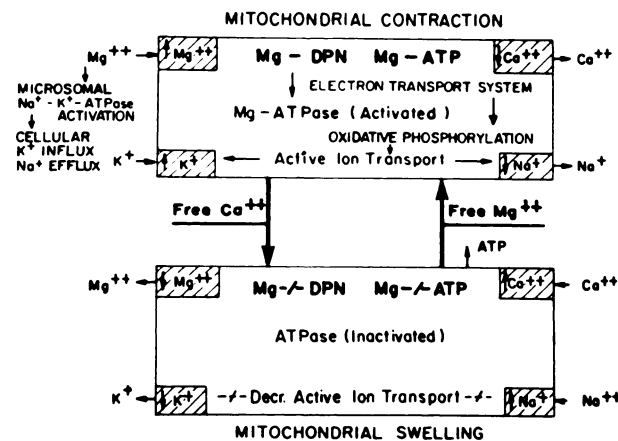 MITOCHONDRIAL CONTRACTION
Mg++ Mg++ Mg – DPN Mg – ATP Ca++ Ca++
MICROSOMAL
Na+ - K+- ATPase
ACTIVATION
CELLULAR
K+ INFLUX
Na+ EFFLUX
ELECTRON TRANSPORT SYSTEM
Mg-ATPase (Activated)
OXIDATIVE PHOSPHORYLATION
K+ K+ Active Ion Transport Na+ Na+
Free Ca++ Free Mg++
ATP
Mg++ Mg++ Mg-/-DPN Mg-/-ATP Ca++ Ca++
ATPase (Inactivated)
K+ K+ -/- Decr. Active Ion Transport -/- Na+ Na++
MITOCHONDRIAL SWELLING